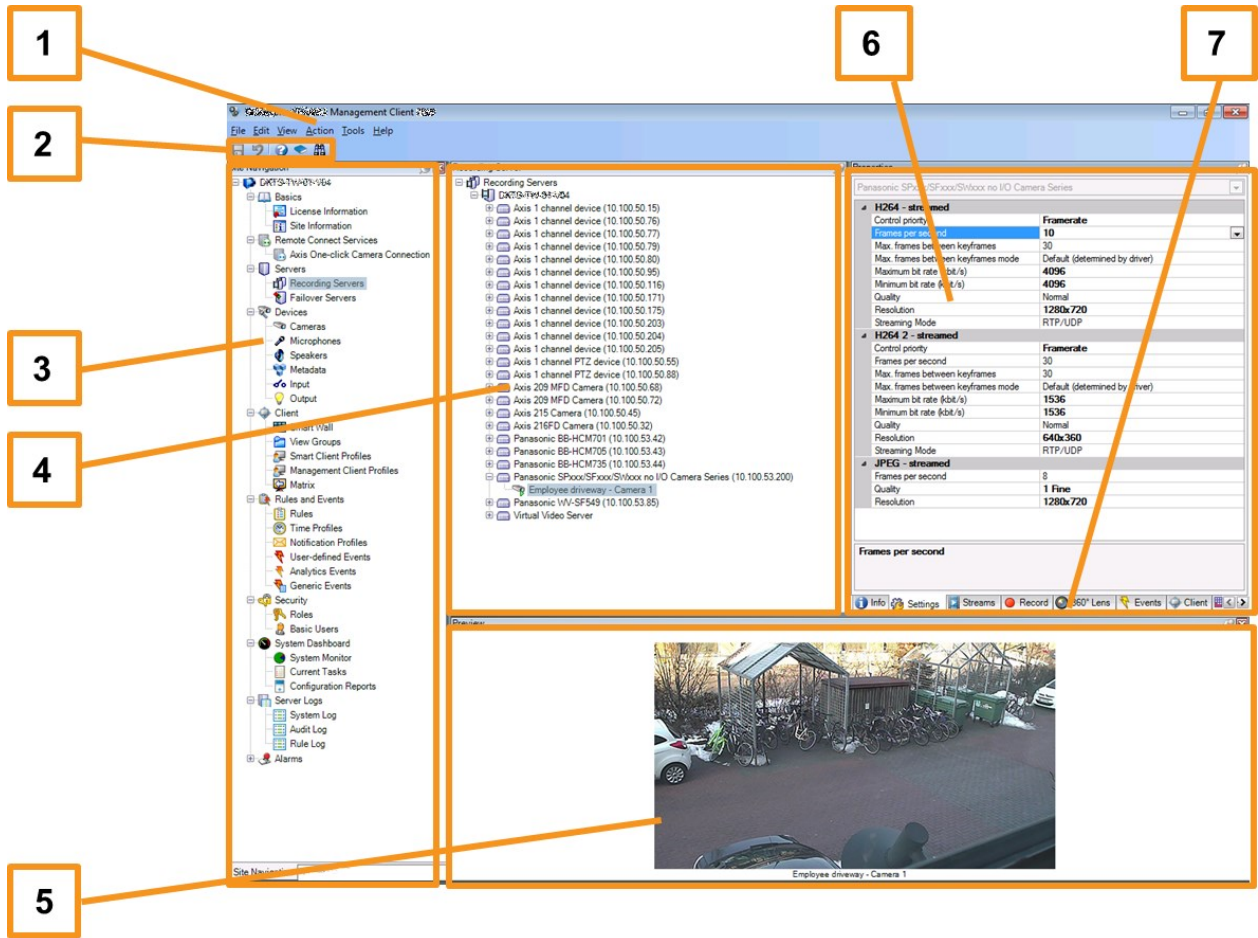 1
6
7
2
3
4
5
Management Client
File Edit View Action Tools Help
Site Navigation
Basics
License Information
Site Information
Remote Connect Services
Axis One-click Camera Connection
Servers
Recording Servers
Failover Servers
Devices
Cameras
Microphones
Speakers
Metadata
Input
Output
Client
Smart Wall
View Groups
Smart Client Profiles
Management Client Profiles
Matrix
Rules and Events
Rules
Time Profiles
Notification Profiles
User-defined Events
Analytics Events
Generic Events
Security
Roles
Basic Users
System Dashboard
System Monitor
Current Tasks
Configuration Reports
Server Logs
System Log
Audit Log
Rule Log
Alarms
Site Navigation
Recording Server
Recording Servers
Axis 1 channel device (10.100.50.15)
Axis 1 channel device (10.100.50.76)
Axis 1 channel device (10.100.50.77)
Axis 1 channel device (10.100.50.79)
Axis 1 channel device (10.100.50.80)
Axis 1 channel device (10.100.50.95)
Axis 1 channel device (10.100.50.116)
Axis 1 channel device (10.100.50.171)
Axis 1 channel device (10.100.50.175)
Axis 1 channel device (10.100.50.203)
Axis 1 channel device (10.100.50.204)
Axis 1 channel device (10.100.50.205)
Axis 1 channel PTZ device (10.100.50.55)
Axis 1 channel PTZ device (10.100.50.88)
Axis 209 MFD Camera (10.100.50.68)
Axis 209 MFD Camera (10.100.50.72)
Axis 215 Camera (10.100.50.45)
Axis 216FD Camera (10.100.50.32)
Panasonic BB-HCM701 (10.100.53.42)
Panasonic BB-HCM705 (10.100.53.43)
Panasonic BB-HCM735 (10.100.53.44)
Panasonic SPxxx/SFxxx/SWxxx no I/O Camera Series (10.100.53.200)
Employee driveway - Camera 1
Panasonic WV-SF549 (10.100.53.85)
Virtual Video Server
Properties
Panasonic SPxxx/SFxxx/SWxxx no I/O Camera Series
H264 - streamed
Control priority Framerate
Frames per second 10
Max. frames between keyframes 30
Max. frames between keyframes mode Default (determined by driver)
Maximum bit rate (kbit/s) 4096
Minimum bit rate (kbit/s) 4096
Quality Normal
Resolution 1280x720
Streaming Mode RTP/UDP
H264 2 - streamed
Control priority Framerate
Frames per second 30
Max. frames between keyframes 30
Max. frames between keyframes mode Default (determined by driver)
Maximum bit rate (kbit/s) 1536
Minimum bit rate (kbit/s) 1536
Quality Normal
Resolution 640x360
Streaming Mode RTP/UDP
JPEG - streamed
Frames per second 8
Quality 1 Fine
Resolution 1280x720
Frames per second
Info Settings Streams Record 360° Lens Events Client
Preview
Employee driveway - Camera 1